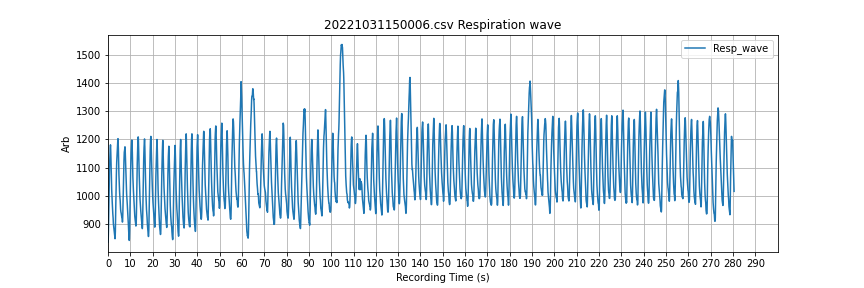 20221031150006.csv Respiration wave
Resp_wave
1500
1400
1300
1200
1100
1000
900
Arb
0 10 20 30 40 50 60 70 80 90 100 110 120 130 140 150 160 170 180 190 200 210 220 230 240 250 260 270 280 290
Recording Time (s)